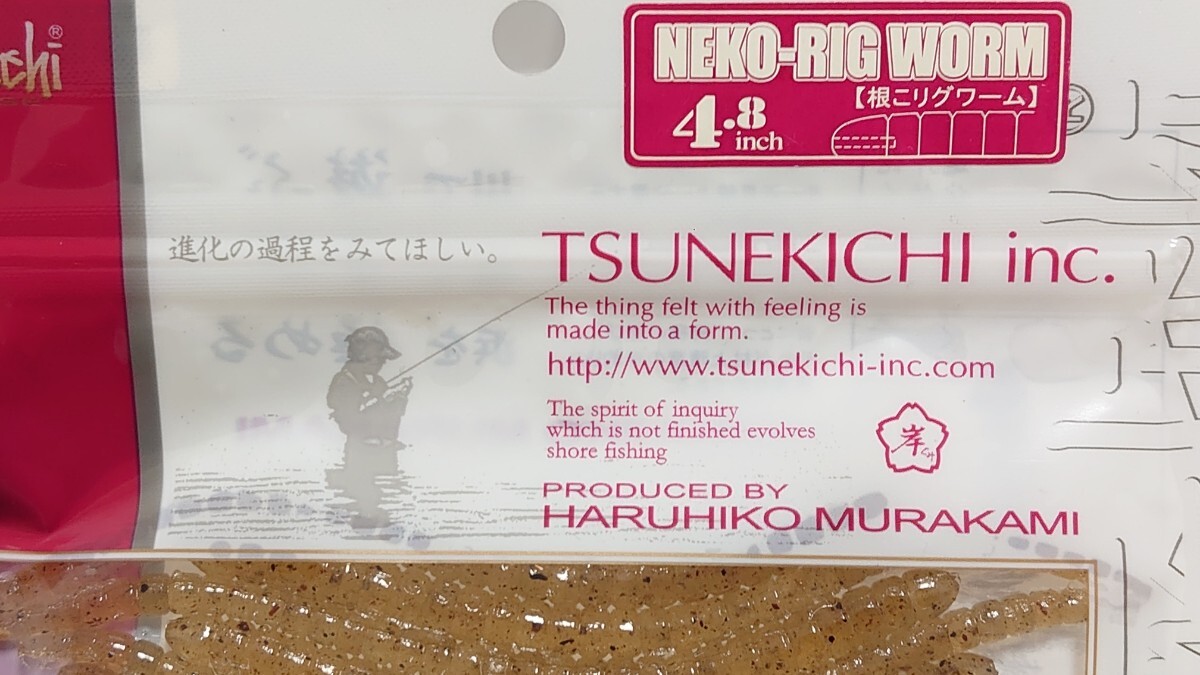 chi®
NEKO-RIG WORM
【根こリグワーム】
4.8 inch
進化の過程をみてほしい。
TSUNEKICHI inc.
The thing felt with feeling is
made into a form.
http://www.tsunekichi-inc.com
The spirit of inquiry
which is not finished evolves
shore fishing
岸
PRODUCED BY
HARUHIKO MURAKAMI